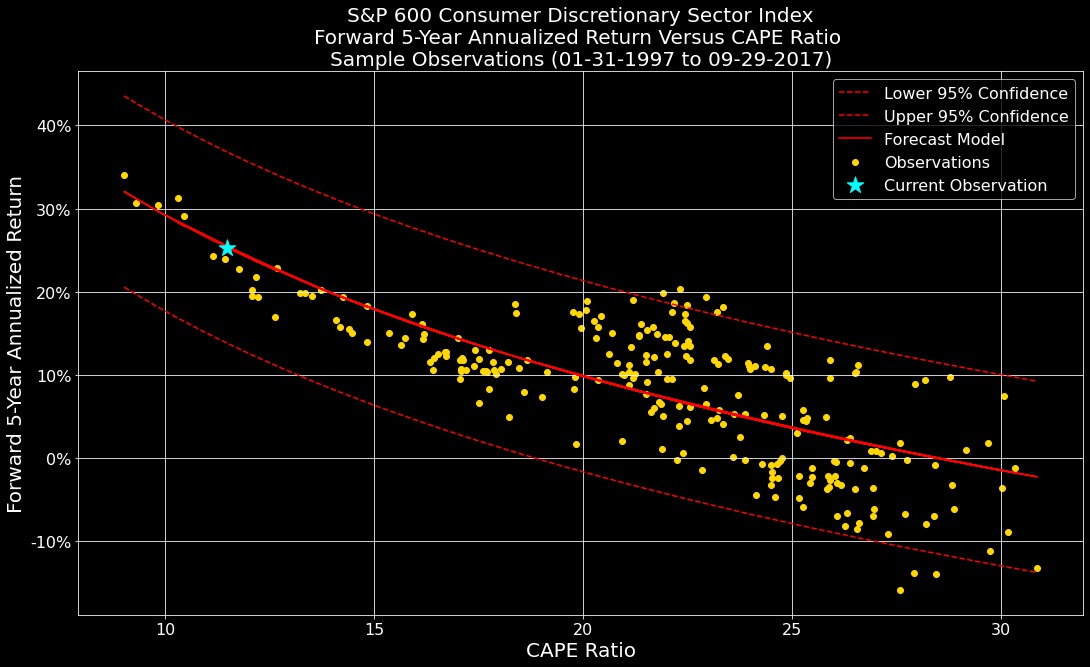 S&P 600 Consumer Discretionary Sector Index
Forward 5-Year Annualized Return Versus CAPE Ratio
Sample Observations (01-31-1997 to 09-29-2017)
Lower 95% Confidence
Upper 95% Confidence
Forecast Model
Observations
Current Observation
Forward 5-Year Annualized Return
40%
30%
20%
10%
0%
-10%
10 15 20 25 30
CAPE Ratio